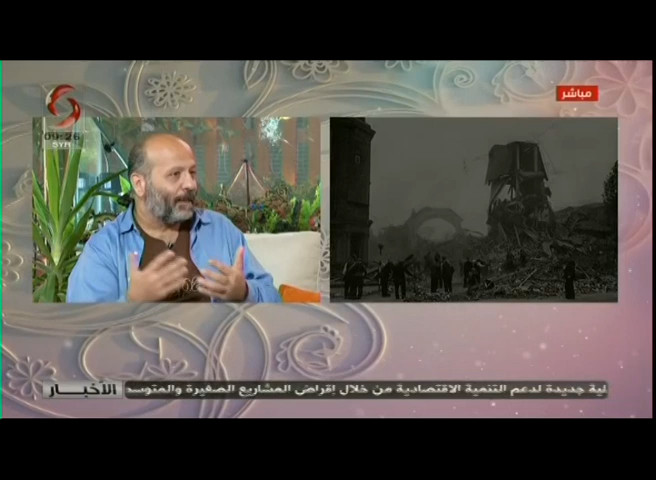 مباشر
09:26
SYR
الأخبار
لية جديدة لدعم التنمية الاقتصادية من خلال إقراض المشاريع الصغيرة والمتوس